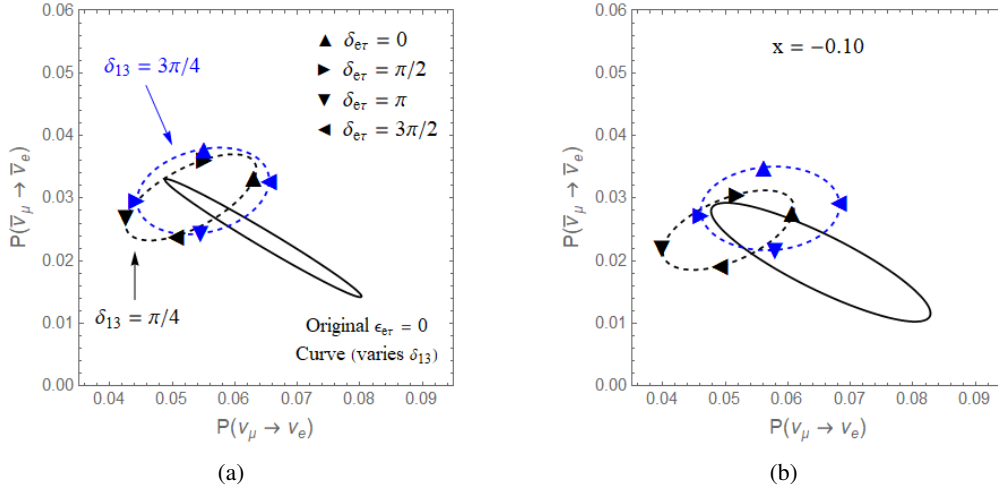 0.06
0.05
0.04
0.03
0.02
0.01
0.00
P(ν̅μ → ν̅e)
δ13 = 3π/4
▲ δeτ = 0
► δeτ = π/2
▼ δeτ = π
◄ δeτ = 3π/2
δ13 = π/4
Original ϵeτ = 0
Curve (varies δ13)
0.04 0.05 0.06 0.07 0.08 0.09
P(νμ → νe)
(a)
0.06
0.05
0.04
0.03
0.02
0.01
0.00
P(ν̅μ → ν̅e)
x = −0.10
0.04 0.05 0.06 0.07 0.08 0.09
P(νμ → νe)
(b)